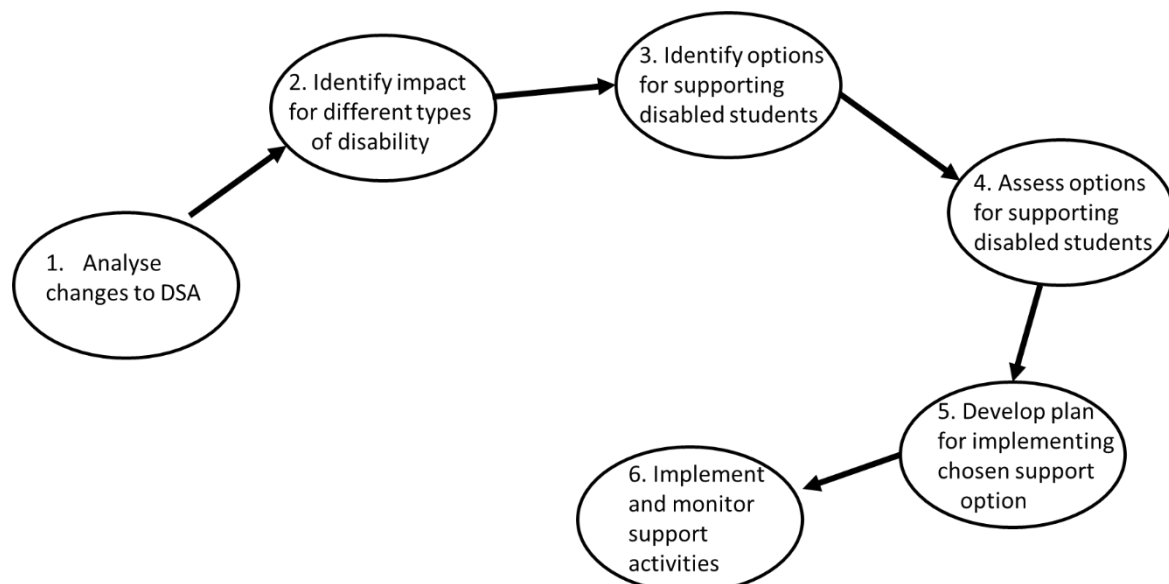 1. Analyse
changes to DSA
2. Identify impact
for different types
of disability
3. Identify options
for supporting
disabled students
4. Assess options
for supporting
disabled students
5. Develop plan
for implementing
chosen support
option
6. Implement
and monitor
support
activities